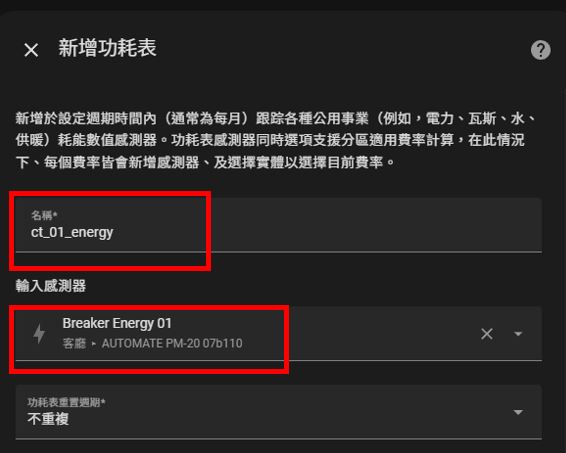 新增功耗表
新增於設定週期時間內（通常為每月）跟踪各種公用事業（例如，電力、瓦斯、水、
供暖）耗能數值感測器。功耗表感測器同時選項支援分區適用費率計算，在此情況
下、每個費率皆會新增感測器、及選擇實體以選擇目前費率。
名稱*
ct_01_energy
輸入感測器
Breaker Energy 01
客廳 ▸ AUTOMATE PM-20 07b110
功耗表重置週期*
不重複